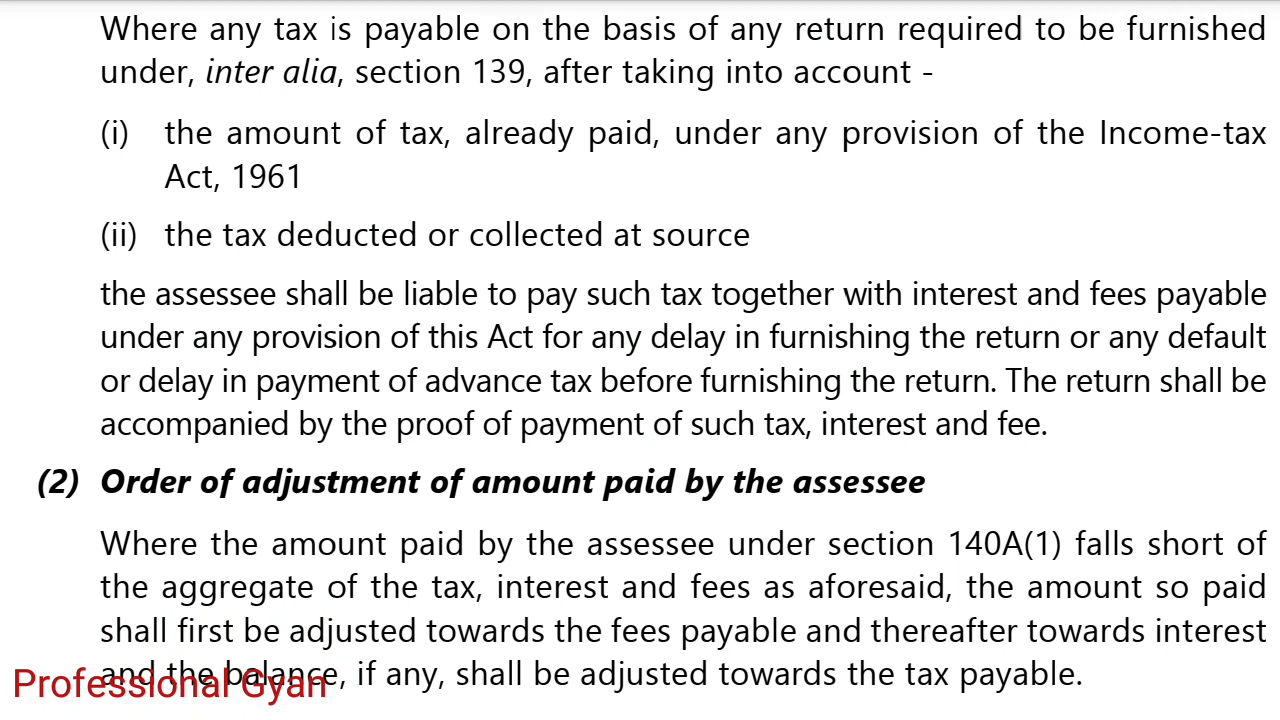 Where any tax is payable on the basis of any return required to be furnished
under, inter alia, section 139, after taking into account -
(i) the amount of tax, already paid, under any provision of the Income-tax
Act, 1961
(ii) the tax deducted or collected at source
the assessee shall be liable to pay such tax together with interest and fees payable
under any provision of this Act for any delay in furnishing the return or any default
or delay in payment of advance tax before furnishing the return. The return shall be
accompanied by the proof of payment of such tax, interest and fee.
(2) Order of adjustment of amount paid by the assessee
Where the amount paid by the assessee under section 140A(1) falls short of
the aggregate of the tax, interest and fees as aforesaid, the amount so paid
shall first be adjusted towards the fees payable and thereafter towards interest
and the balance, if any, shall be adjusted towards the tax payable.
Professional Gyan